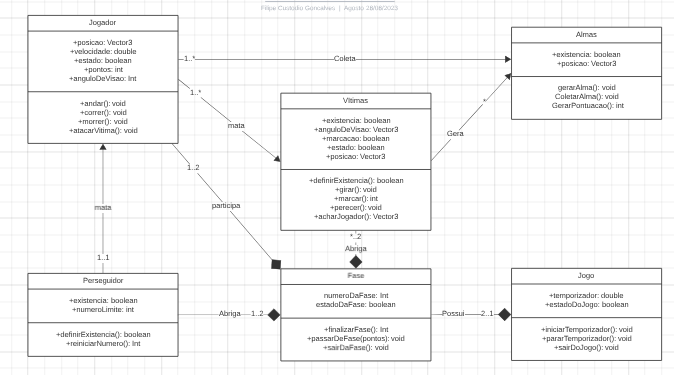 Filipe Custódio Goncalves | Agosto 28/08/2023
Jogador
+posicao: Vector3
+velocidade: double
+estado: boolean
+pontos: int
+anguloDeVisao: Int
+andar(): void
+correr(): void
+morrer(): void
+atacarVitima(): void
1..*
Coleta
Almas
+existencia: boolean
+posicao: Vector3
gerarAlma(): void
ColetarAlma(): void
GerarPontuacao(): int
1..*
mata
Vítimas
+existencia: boolean
+anguloDeVisao: Vector3
+marcacao: boolean
+estado: boolean
+posicao: Vector3
+definirExistencia(): boolean
+girar(): void
+marcar(): int
+perecer(): void
+acharJogador(): Vector3
*
Gera
1..2
participa
mata
1..1
*..2
Abriga
Perseguidor
+existencia: boolean
+numeroLimite: int
+definirExistencia(): boolean
+reiniciarNumero(): Int
Abriga
1..2
Fase
numeroDaFase: Int
estadoDaFase: boolean
+finalizarFase(): Int
+passarDeFase(pontos): void
+sairDaFase(): void
Possui
2..1
Jogo
+temporizador: double
+estadoDoJogo: boolean
+iniciarTemporizador(): void
+pararTemporizador(): void
+sairDoJogo(): void